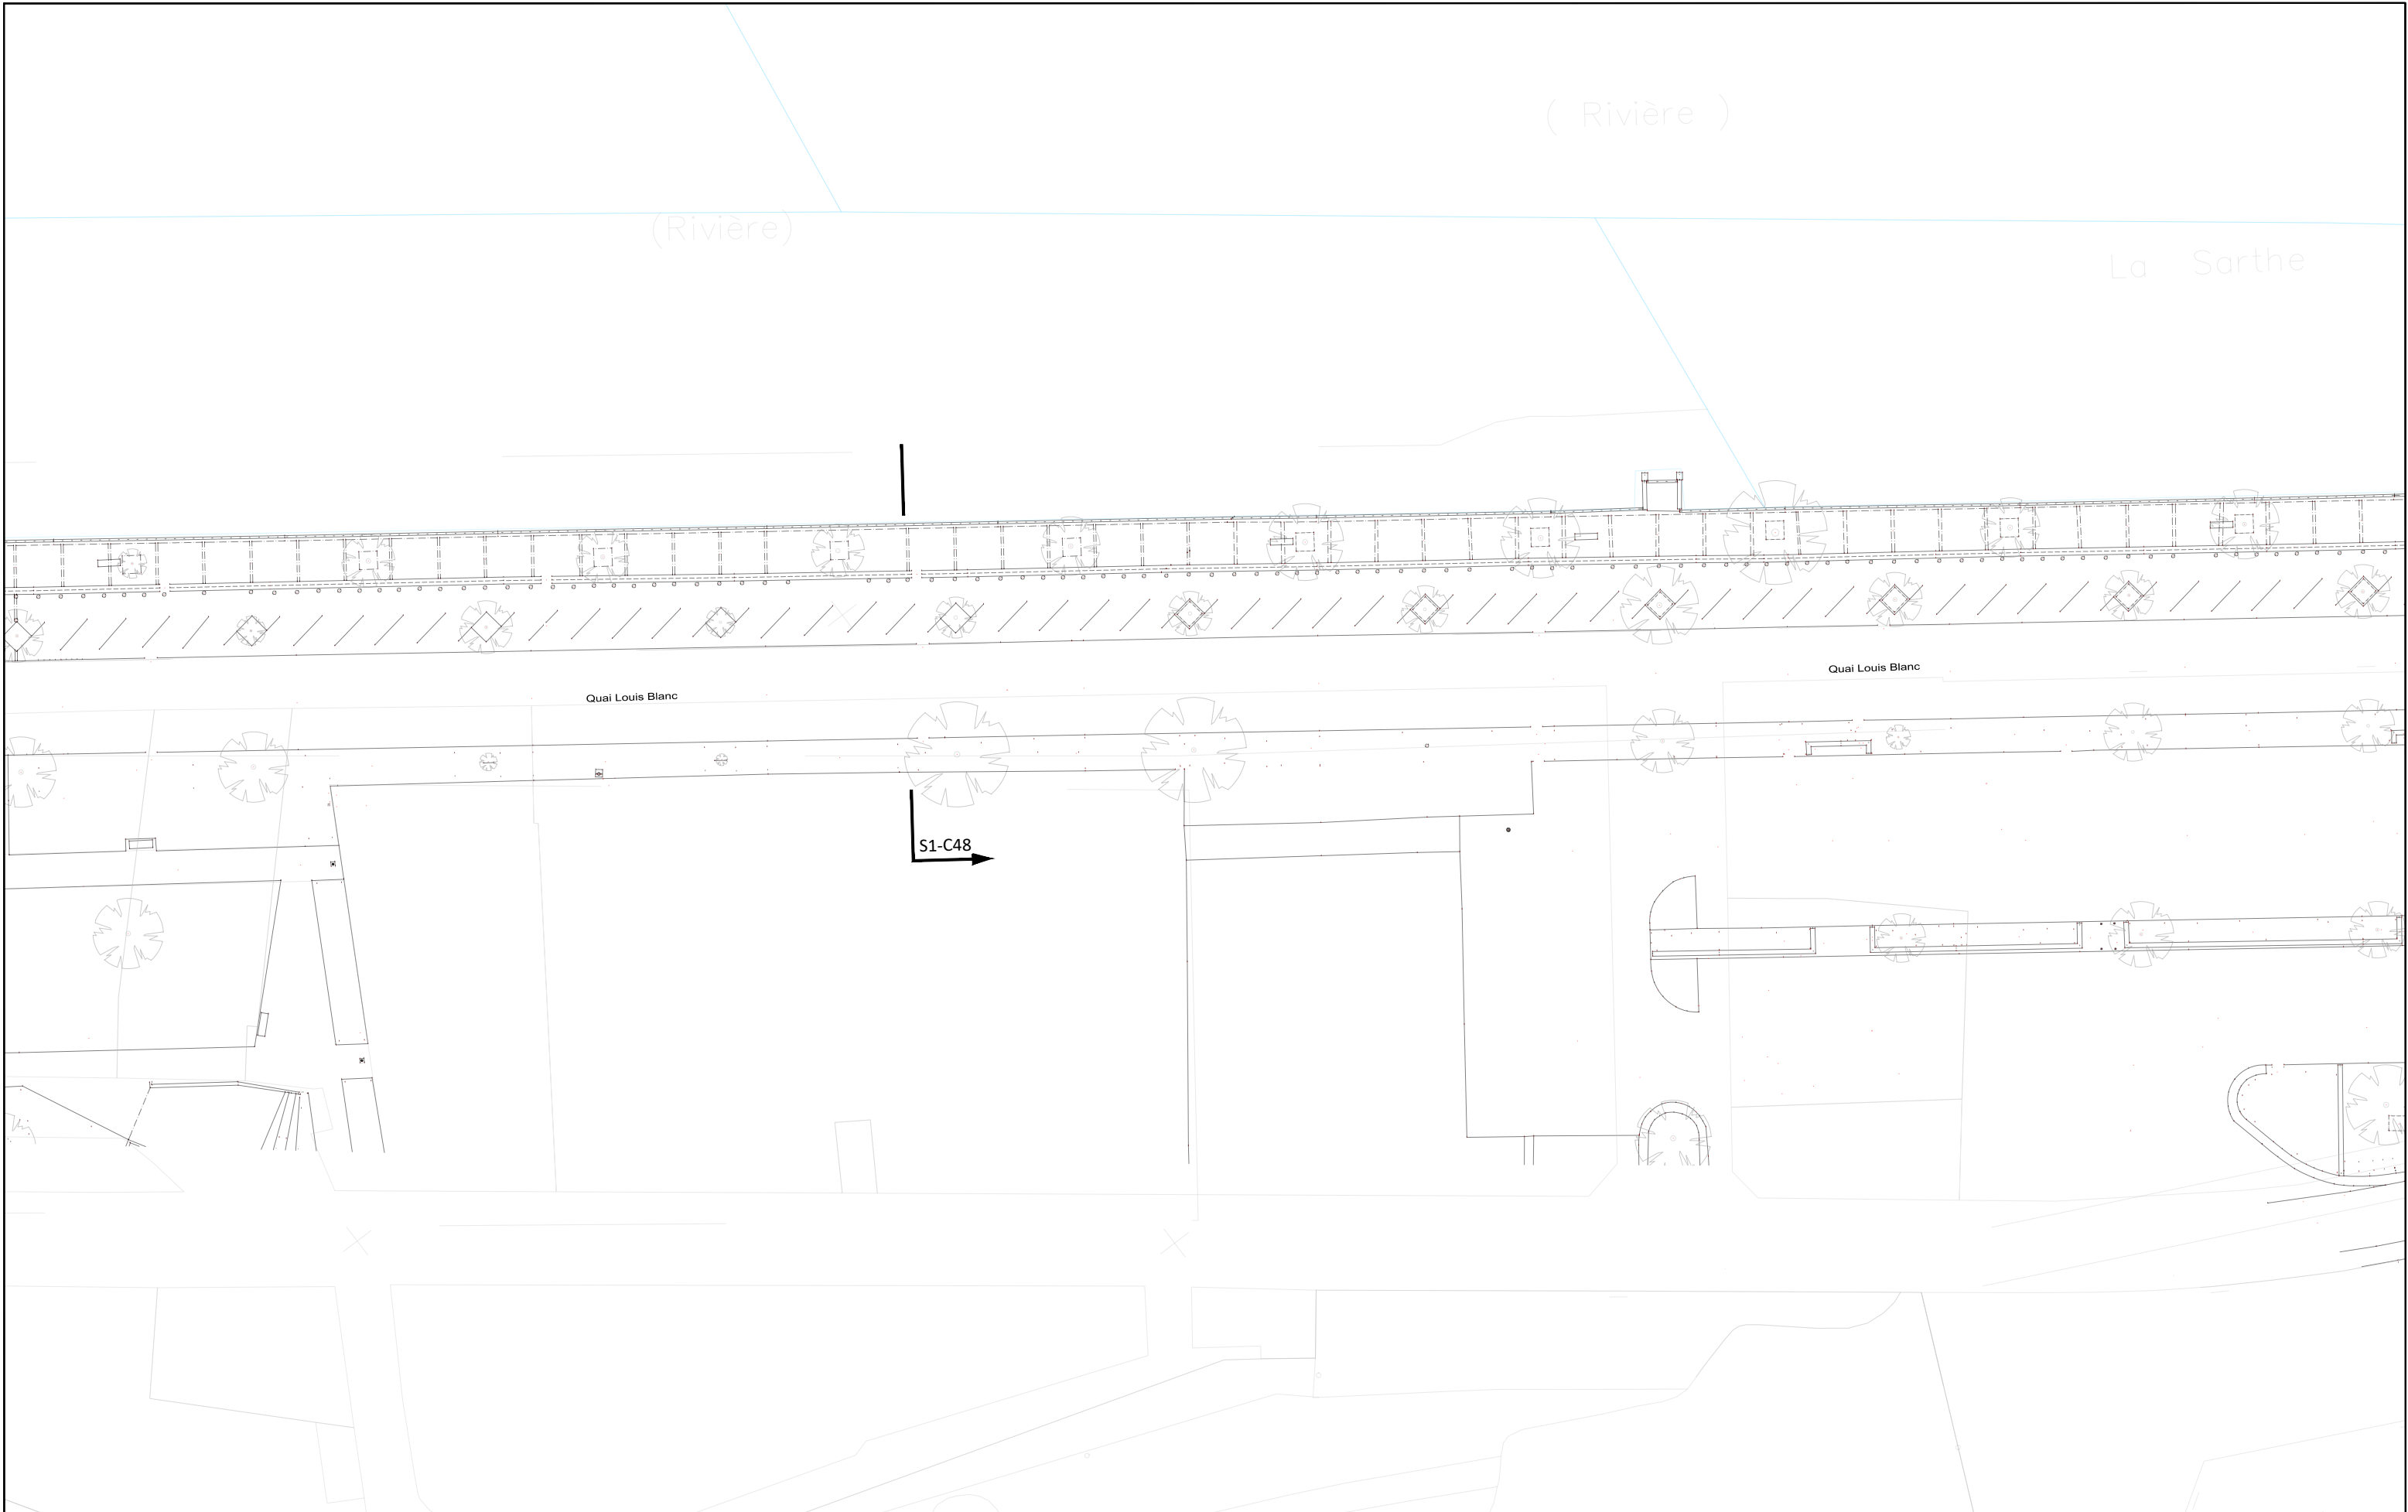 ( Rivière )
(Rivière)
La Sarthe
Quai Louis Blanc
Quai Louis Blanc
S1-C48